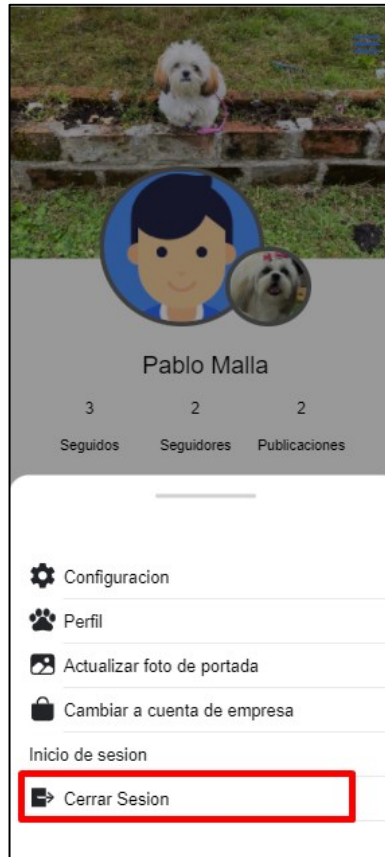 Pablo Malla
3 2 2
Seguidos Seguidores Publicaciones
Configuracion
Perfil
Actualizar foto de portada
Cambiar a cuenta de empresa
Inicio de sesion
Cerrar Sesion